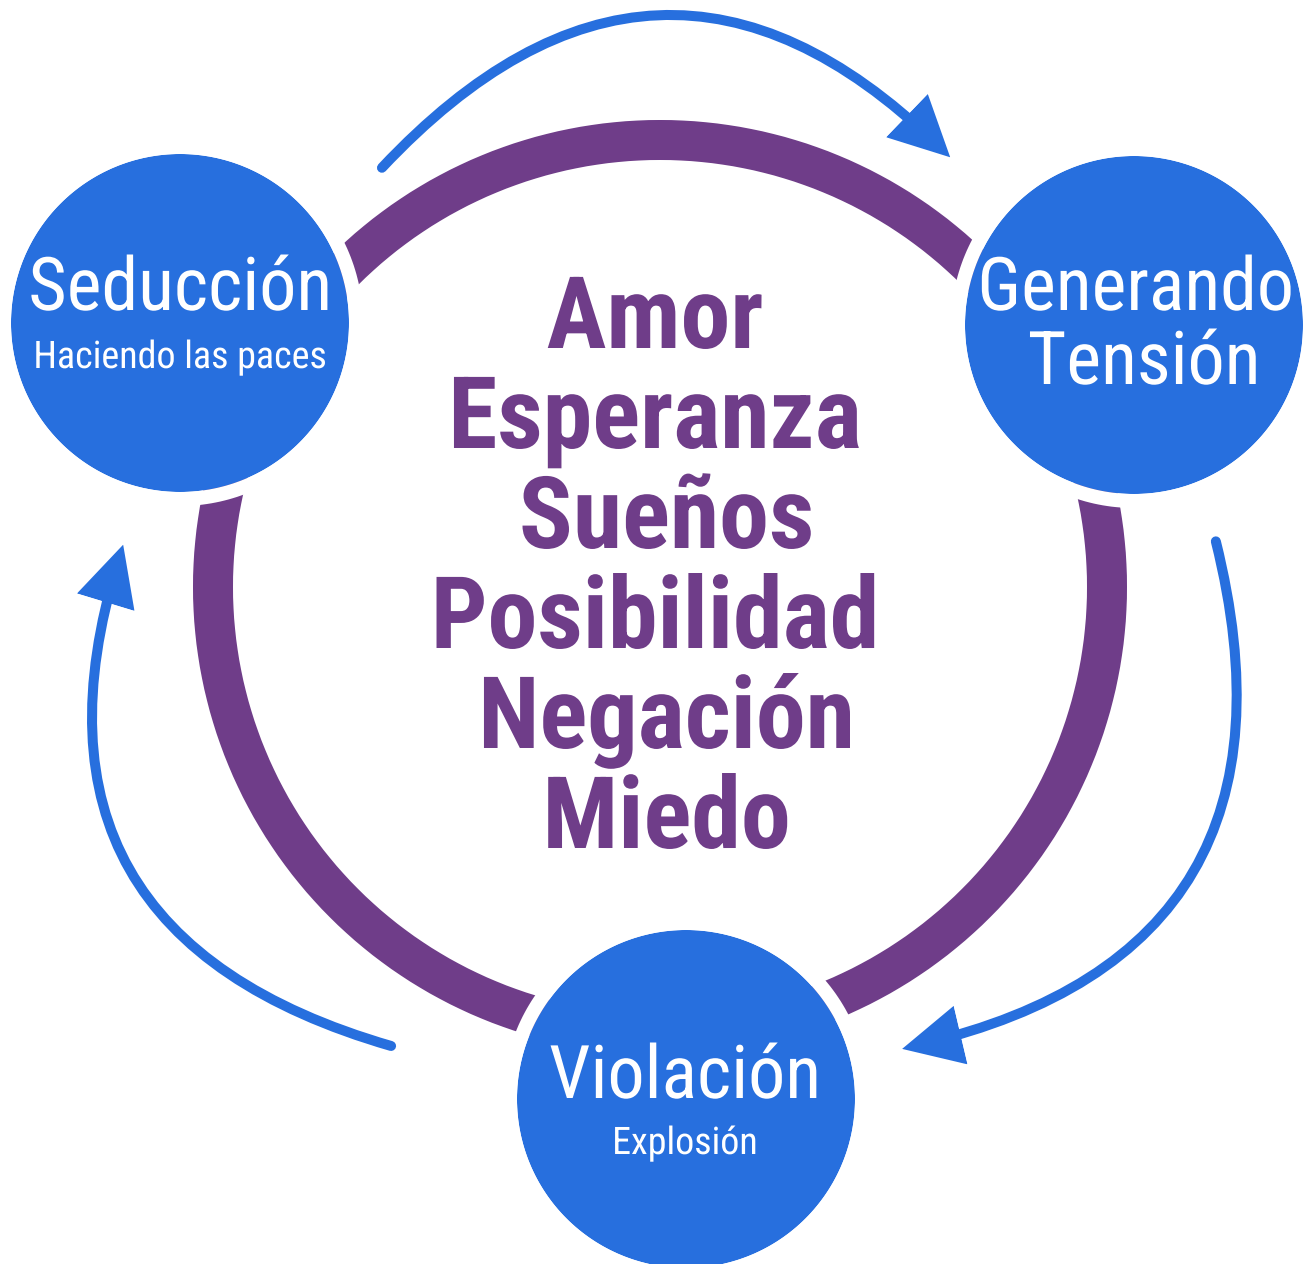 Seducción
Haciendo las paces
Generando
Tensión
Amor
Esperanza
Sueños
Posibilidad
Negación
Miedo
Violación
Explosión